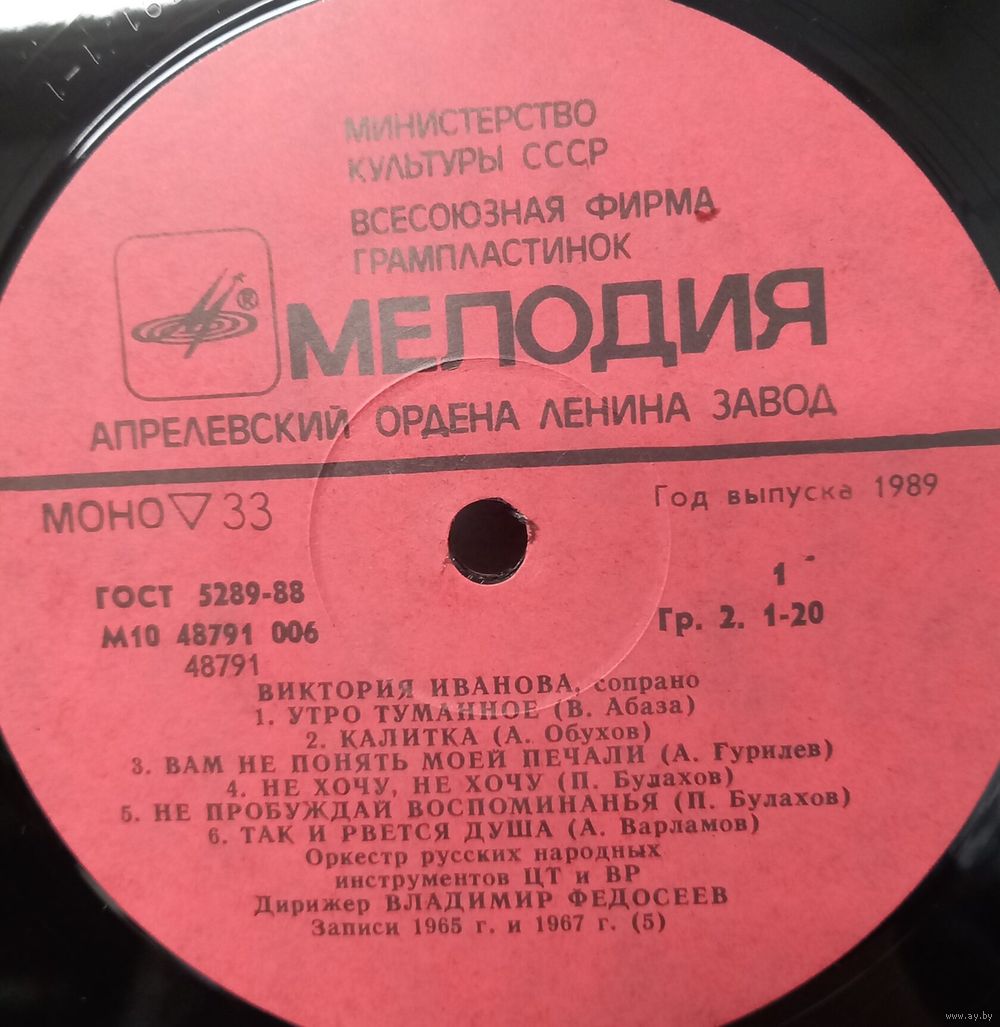 МИНИСТЕРСТВО
КУЛЬТУРЫ СССР
ВСЕСОЮЗНАЯ ФИРМА
ГРАМПЛАСТИНОК
®
МЕЛОДИЯ
АПРЕЛЕВСКИЙ ОРДЕНА ЛЕНИНА ЗАВОД
МОНО ▽ 33
Год выпуска 1989
ГОСТ 5289-88
М10 48791 006
48791
1
Гр. 2. 1-20
ВИКТОРИЯ ИВАНОВА, сопрано
1. УТРО ТУМАННОЕ (В. Абаза)
2. КАЛИТКА (А. Обухов)
3. ВАМ НЕ ПОНЯТЬ МОЕЙ ПЕЧАЛИ (А. Гурилев)
4. НЕ ХОЧУ, НЕ ХОЧУ (П. Булахов)
5. НЕ ПРОБУЖДАЙ ВОСПОМИНАНЬЯ (П. Булахов)
6. ТАК И РВЕТСЯ ДУША (А. Варламов)
Оркестр русских народных
инструментов ЦТ и ВР
Дирижер ВЛАДИМИР ФЕДОСЕЕВ
Записи 1965 г. и 1967 г. (5)
www.ay.by